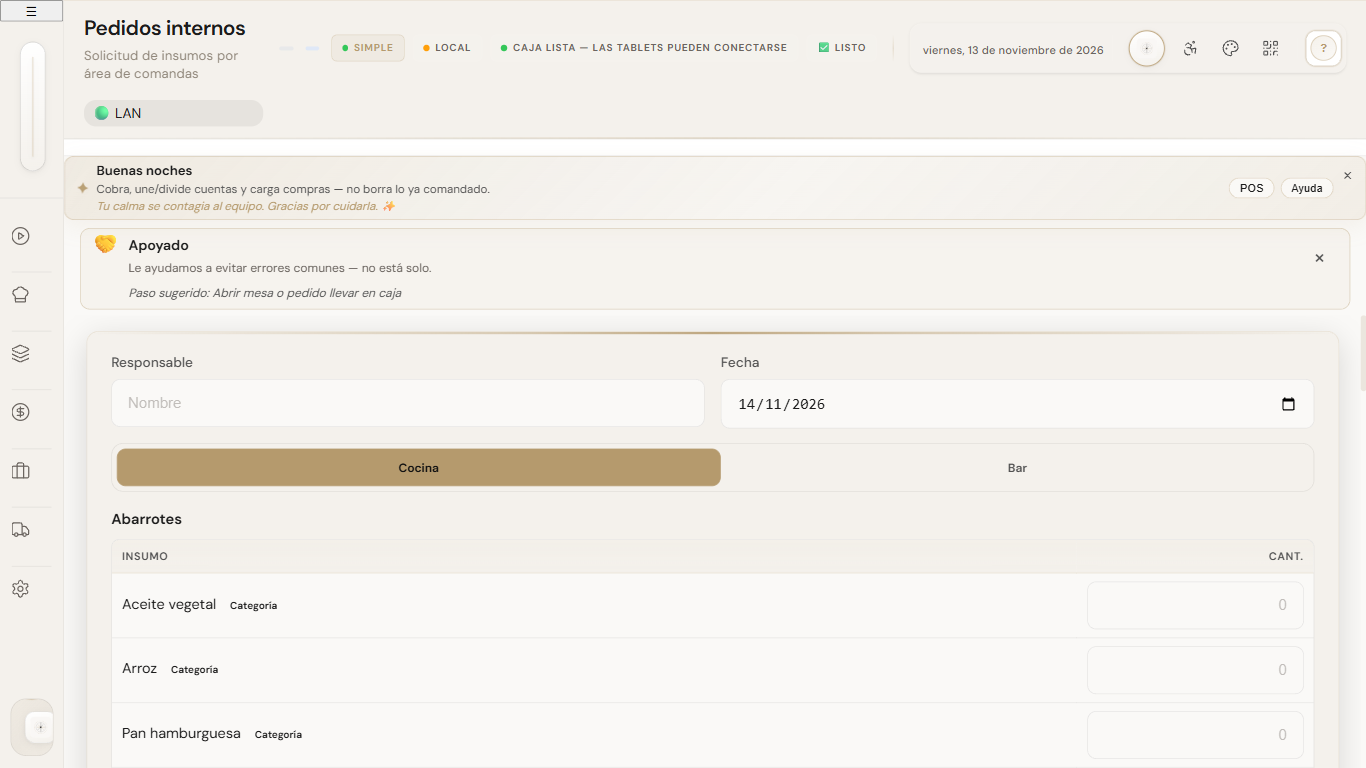 ☰
Pedidos internos
Solicitud de insumos por
área de comandas
SIMPLE
LOCAL
CAJA LISTA — LAS TABLETS PUEDEN CONECTARSE
✅ LISTO
viernes, 13 de noviembre de 2026
?
LAN
Buenas noches
Cobra, une/divide cuentas y carga compras — no borra lo ya comandado.
Tu calma se contagia al equipo. Gracias por cuidarla. ✨
POS
Ayuda
×
Apoyado
Le ayudamos a evitar errores comunes — no está solo.
Paso sugerido: Abrir mesa o pedido llevar en caja
×
Responsable
Fecha
Nombre
14/11/2026
Cocina
Bar
Abarrotes
INSUMO
CANT.
Aceite vegetal Categoría
0
Arroz Categoría
0
Pan hamburguesa Categoría
0